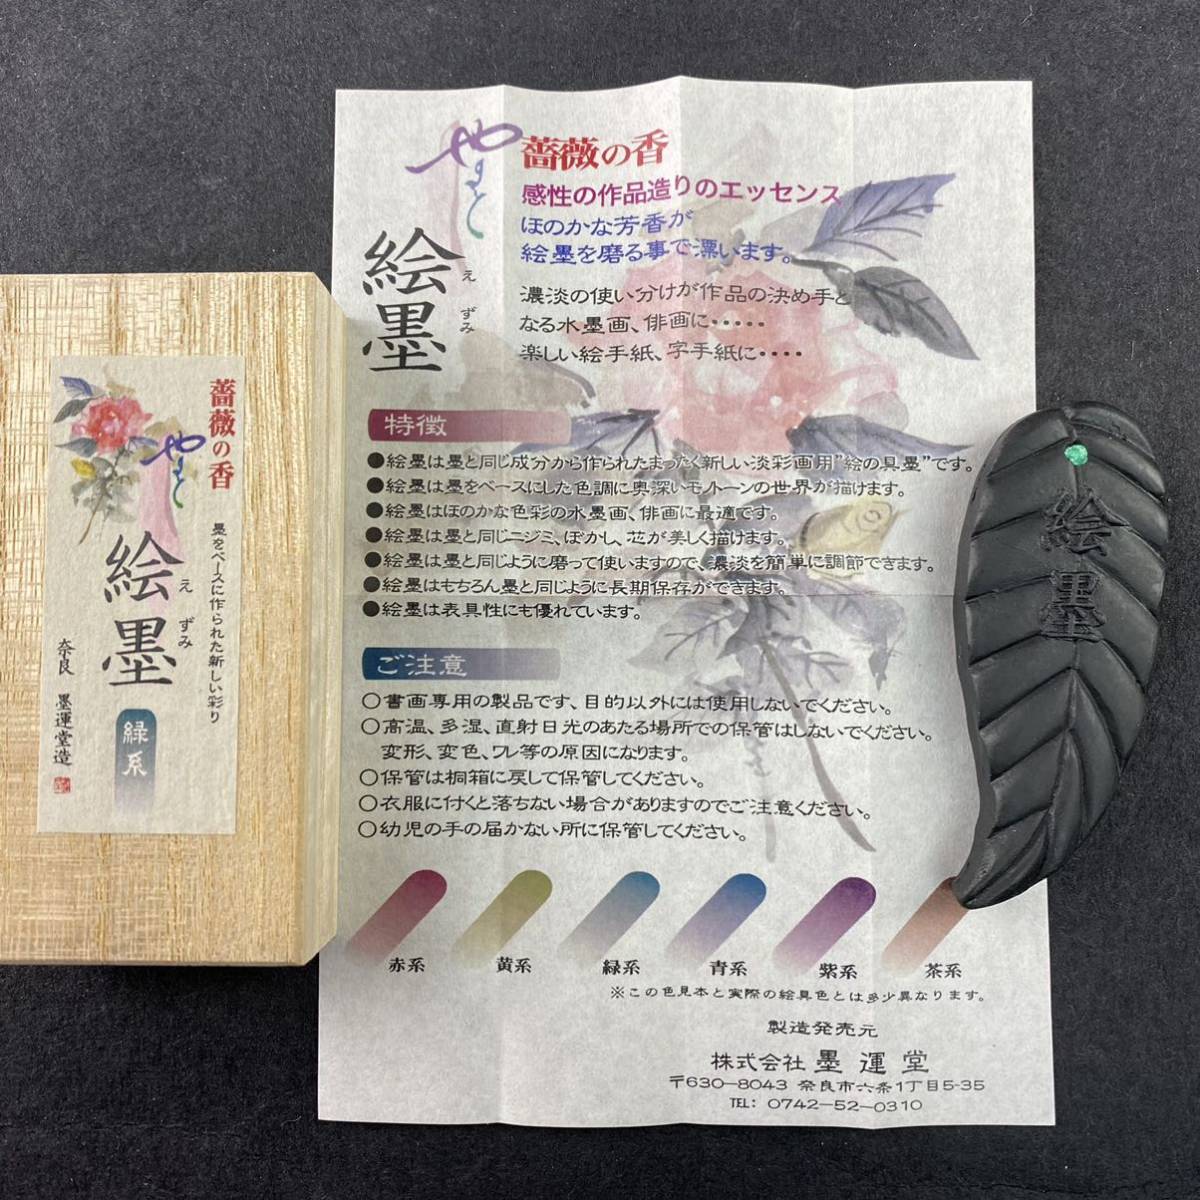 薔薇の香
やまと
絵墨
えずみ
墨をベースに作られた新しい彩り
緑系
奈良 墨運堂造
やまと
絵墨
えずみ
薔薇の香
感性の作品造りのエッセンス
ほのかな芳香が
絵墨を磨る事で漂います。
濃淡の使い分けが作品の決め手と
なる水墨画、俳画に・・・・・
楽しい絵手紙、字手紙に・・・・
特徴
●絵墨は墨と同じ成分から作られたまったく新しい淡彩画用”絵の具墨”です。
●絵墨は墨をベースにした色調に奥深いモノトーンの世界が描けます。
●絵墨はほのかな色彩の水墨画、俳画に最適です。
●絵墨は墨と同じニジミ、ぼかし、芯が美しく描けます。
●絵墨は墨と同じように磨って使いますので、濃淡を簡単に調節できます。
●絵墨はもちろん墨と同じように長期保存ができます。
●絵墨は表具性にも優れています。
ご注意
○書画専用の製品です、目的以外には使用しないでください。
○高温、多湿、直射日光のあたる場所での保管はしないでください。
変形、変色、ワレ等の原因になります。
○保管は桐箱に戻して保管してください。
○衣服に付くと落ちない場合がありますのでご注意ください。
○幼児の手の届かない所に保管してください。
赤系 黄系 緑系 青系 紫系 茶系
※この色見本と実際の絵具色とは多少異なります。
製造発売元
株式会社 墨運堂
〒630-8043 奈良市六条1丁目5-35
TEL: 0742-52-0310
絵墨